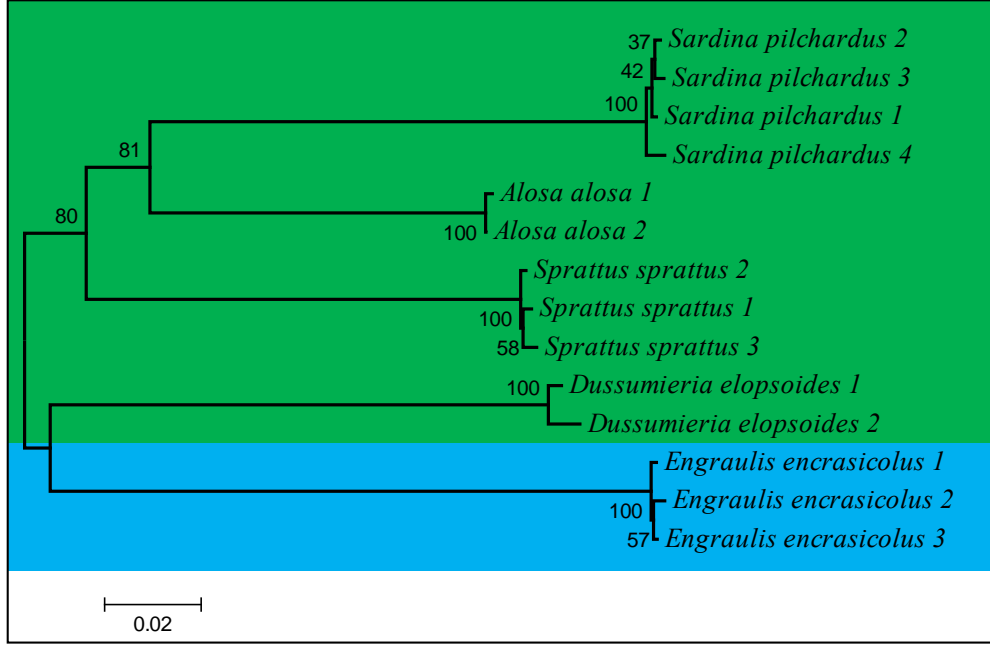 37
Sardina pilchardus 2
42
Sardina pilchardus 3
100
Sardina pilchardus 1
Sardina pilchardus 4
81
Alosa alosa 1
80
100
Alosa alosa 2
Sprattus sprattus 2
100
Sprattus sprattus 1
58
Sprattus sprattus 3
100
Dussumieria elopsoides 1
Dussumieria elopsoides 2
Engraulis encrasicolus 1
100
Engraulis encrasicolus 2
57
Engraulis encrasicolus 3
0.02